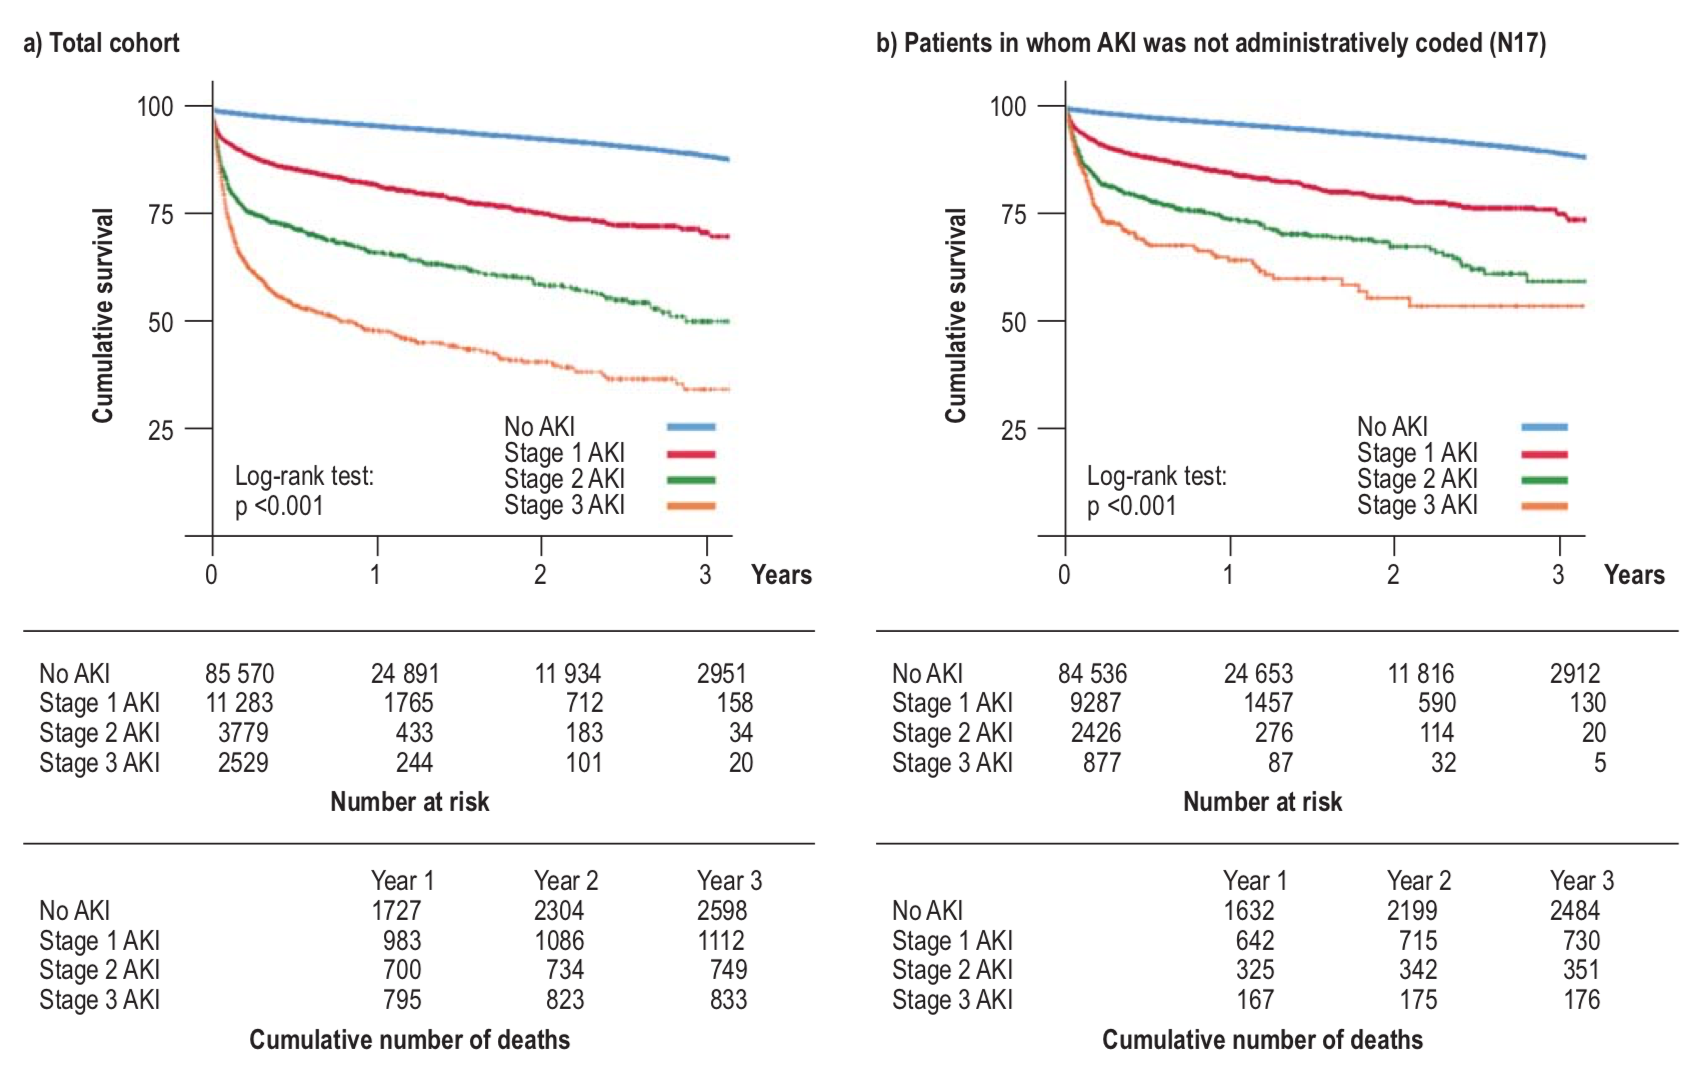 a) Total cohort
Cumulative survival
100
75
50
25
Log-rank test:
p <0.001
No AKI
Stage 1 AKI
Stage 2 AKI
Stage 3 AKI
0 1 2 3 Years
No AKI 85 570 24 891 11 934 2951
Stage 1 AKI 11 283 1765 712 158
Stage 2 AKI 3779 433 183 34
Stage 3 AKI 2529 244 101 20
Number at risk
Year 1 Year 2 Year 3
No AKI 1727 2304 2598
Stage 1 AKI 983 1086 1112
Stage 2 AKI 700 734 749
Stage 3 AKI 795 823 833
Cumulative number of deaths
b) Patients in whom AKI was not administratively coded (N17)
Cumulative survival
100
75
50
25
Log-rank test:
p <0.001
No AKI
Stage 1 AKI
Stage 2 AKI
Stage 3 AKI
0 1 2 3 Years
No AKI 84 536 24 653 11 816 2912
Stage 1 AKI 9287 1457 590 130
Stage 2 AKI 2426 276 114 20
Stage 3 AKI 877 87 32 5
Number at risk
Year 1 Year 2 Year 3
No AKI 1632 2199 2484
Stage 1 AKI 642 715 730
Stage 2 AKI 325 342 351
Stage 3 AKI 167 175 176
Cumulative number of deaths